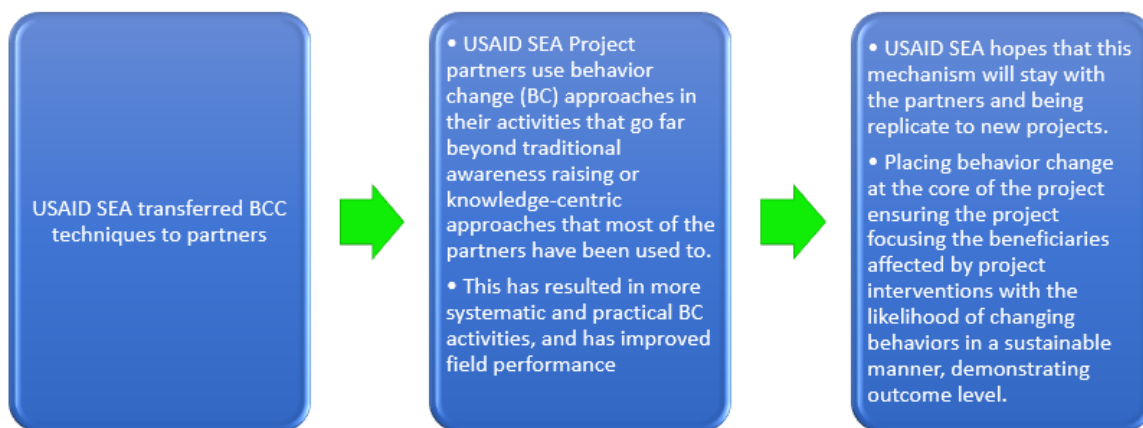 USAID SEA transferred BCC
techniques to partners
• USAID SEA Project
partners use behavior
change (BC) approaches in
their activities that go far
beyond traditional
awareness raising or
knowledge-centric
approaches that most of the
partners have been used to.
• This has resulted in more
systematic and practical BC
activities, and has improved
field performance
• USAID SEA hopes that this
mechanism will stay with
the partners and being
replicate to new projects.
• Placing behavior change
at the core of the project
ensuring the project
focusing the beneficiaries
affected by project
interventions with the
likelihood of changing
behaviors in a sustainable
manner, demonstrating
outcome level.